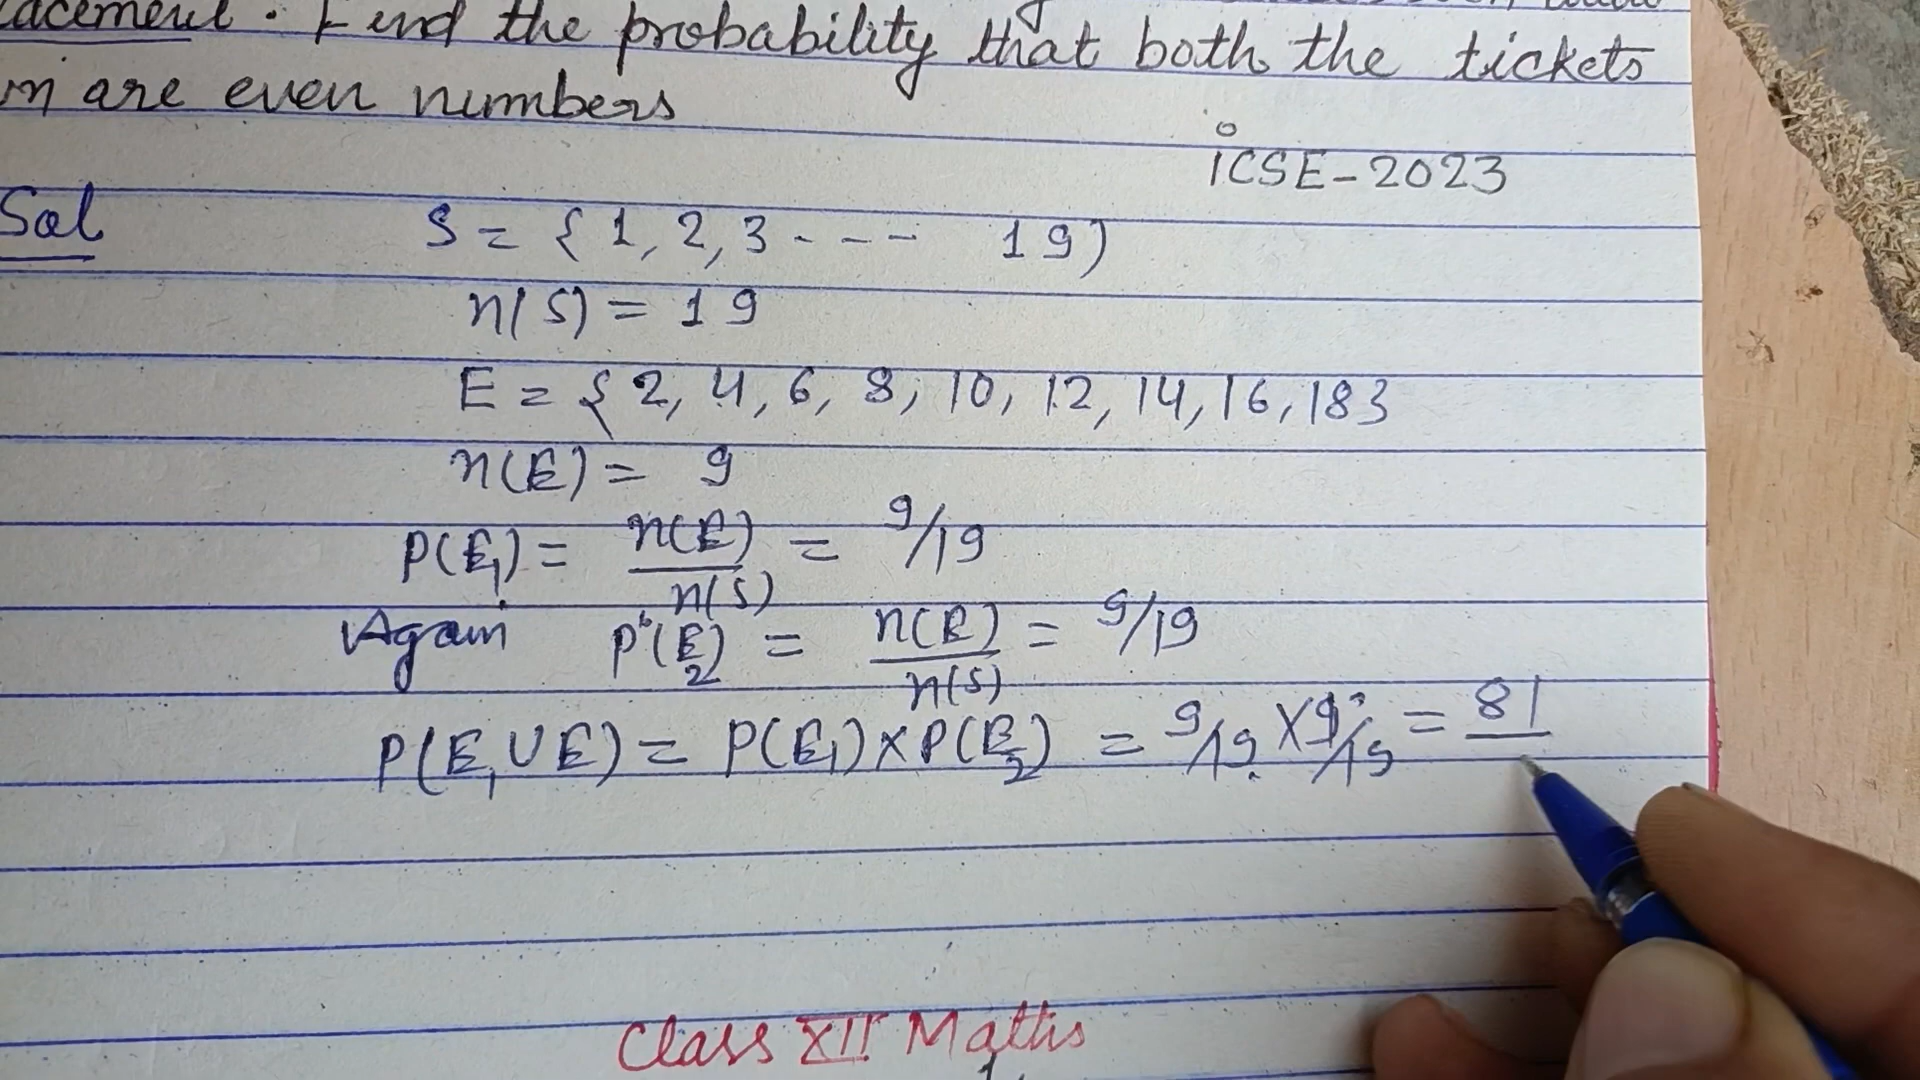 lacement. Find the probability that both the tickets
n are even numbers
ICSE-2023
Sol
S = { 1, 2, 3 - - - 19)
n(S) = 19
E = { 2, 4, 6, 8, 10, 12, 14, 16, 18}
n(E) = 9
P(E₁) = n(E)/n(S) = 9/19
Again P(E₂) = n(E)/n(S) = 9/19
P(E₁ U E) = P(E₁) X P(E₂) = 9/19 X 9/19 = 81
Class XII Maths